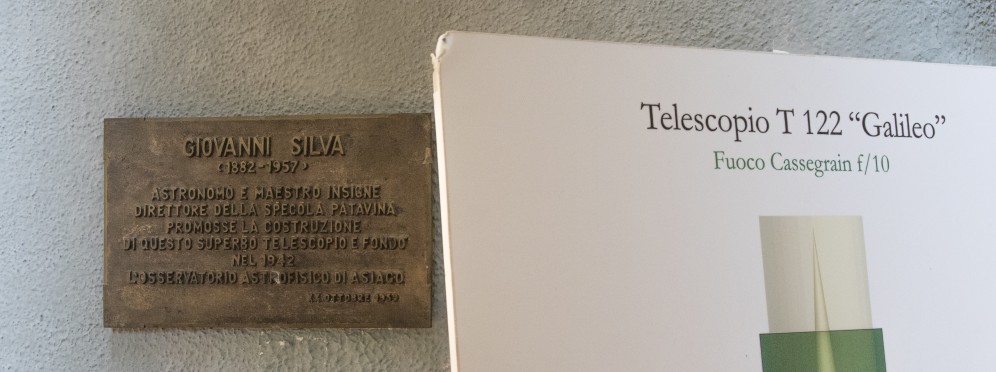 GIOVANNI SILVA
(1882-1957)
ASTRONOMO E MAESTRO INSIGNE
DIRETTORE DELLA SPECOLA PATAVINA
PROMOSSE LA COSTRUZIONE
DI QUESTO SUPERBO TELESCOPIO E FONDÒ
NEL 1942
L'OSSERVATORIO ASTROFISICO DI ASIAGO
OTTOBRE
Telescopio T 122 “Galileo”
Fuoco Cassegrain f/10